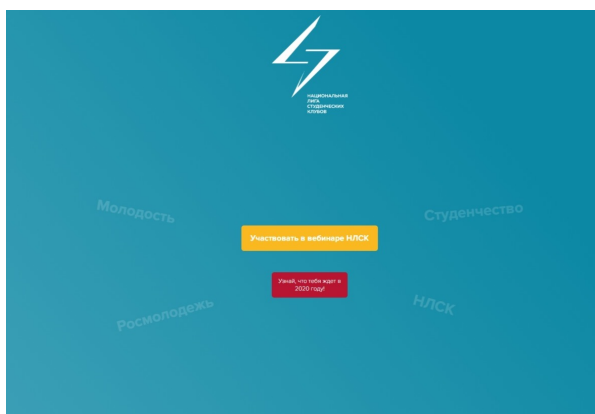 НАЦИОНАЛЬНАЯ
ЛИГА
СТУДЕНЧЕСКИХ
КЛУБОВ
Молодость
Студенчество
Участвовать в вебинаре НЛСК
Узнай, что тебя ждет в
2020 году!
Росмолодежь
НЛСК